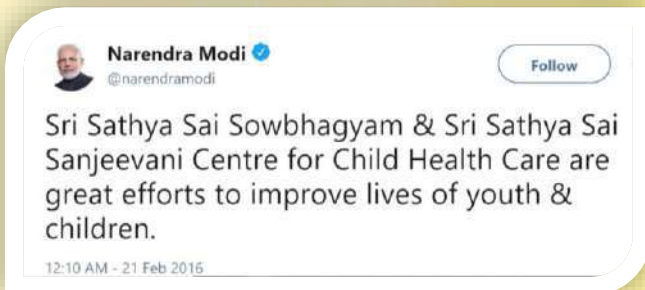 Narendra Modi
@narendramodi
Follow
Sri Sathya Sai Sowbhagyam & Sri Sathya Sai
Sanjeevani Centre for Child Health Care are
great efforts to improve lives of youth &
children.
12:10 AM - 21 Feb 2016